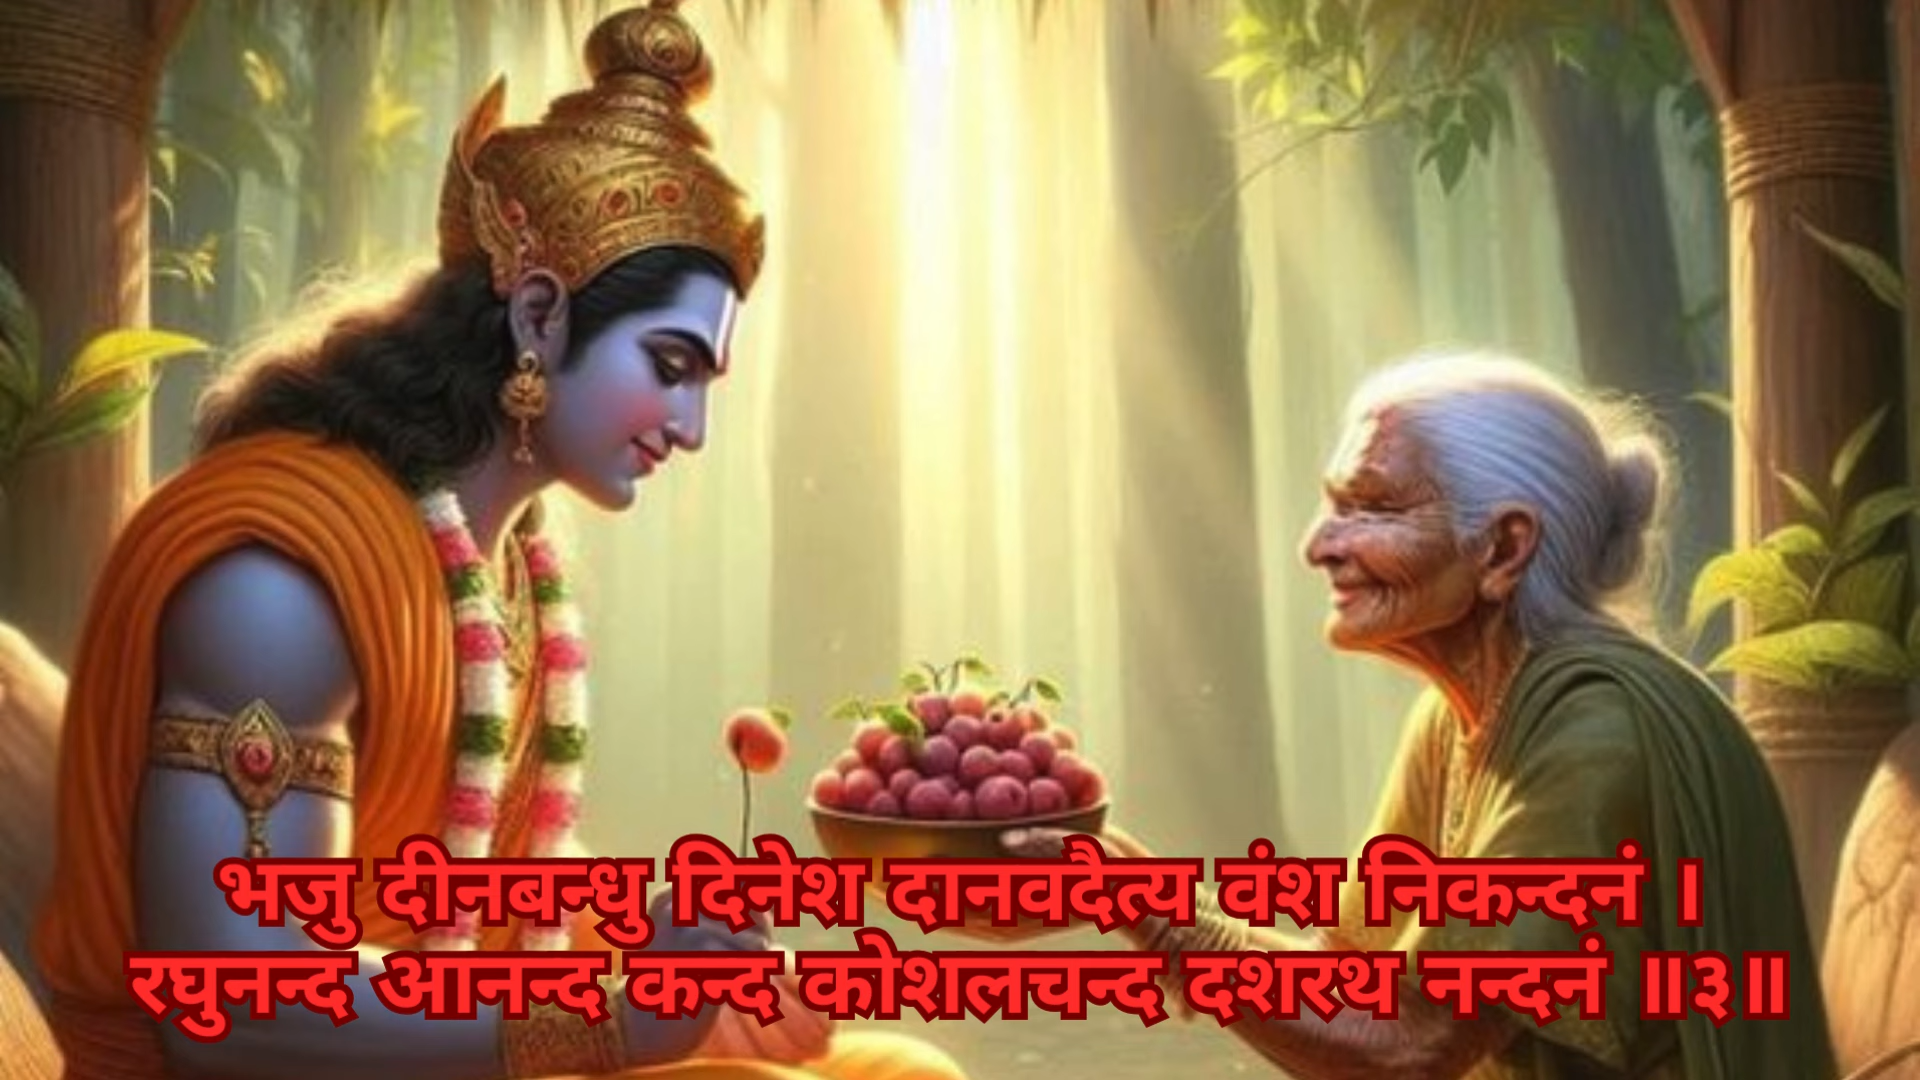 भजु दीनबन्धु दिनेश दानवदैत्य वंश निकन्दनं ।
रघुनन्द आनन्द कन्द कोशलचन्द दशरथ नन्दनं ॥३॥